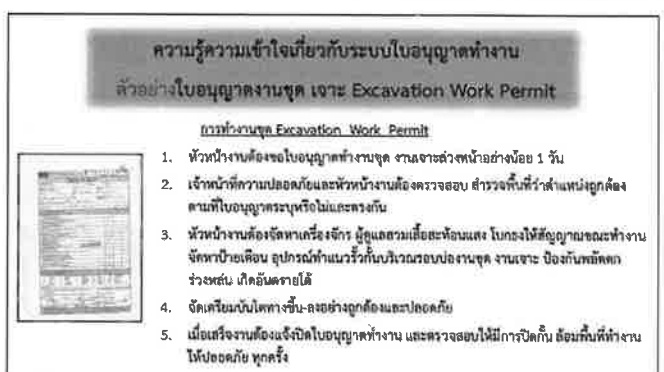 ความรู้ความเข้าใจเกี่ยวกับระบบใบอนุญาตทำงาน
ตัวอย่างใบอนุญาตงานขุด เจาะ Excavation Work Permit
การทำงานขุด Excavation Work Permit
1. หัวหน้างานต้องขอใบอนุญาตทำงานขุด งานเจาะล่วงหน้าอย่างน้อย 1 วัน
2. เจ้าหน้าที่ความปลอดภัยและหัวหน้างานต้องตรวจสอบ สำรวจพื้นที่ว่าตำแหน่งถูกต้อง
ตามที่ใบอนุญาตระบุหรือไม่และตรงกัน
3. หัวหน้างานต้องจัดหาเครื่องจักร ผู้ดูแลสวมเสื้อสะท้อนแสง โบกธงให้สัญญาณขณะทำงาน
จัดหาป้ายเตือน อุปกรณ์ทำแนวรั้วกั้นบริเวณรอบบ่องานขุด งานเจาะ ป้องกันพลัดตก
ร่วงหล่น เกิดอันตรายได้
4. จัดเตรียมบันไดทางขึ้น-ลงอย่างถูกต้องและปลอดภัย
5. เมื่อเสร็จงานต้องแจ้งปิดใบอนุญาตทำงาน และตรวจสอบให้มีการปิดกั้น ล้อมพื้นที่ทำงาน
ให้ปลอดภัย ทุกครั้ง